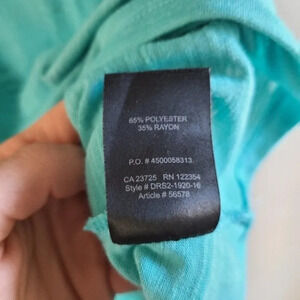 65% POLYESTER
35% RAYON
P.O. # 4500058313.
CA 23725 RN 122354
Style # DRS2-1920-16
Article # 56578